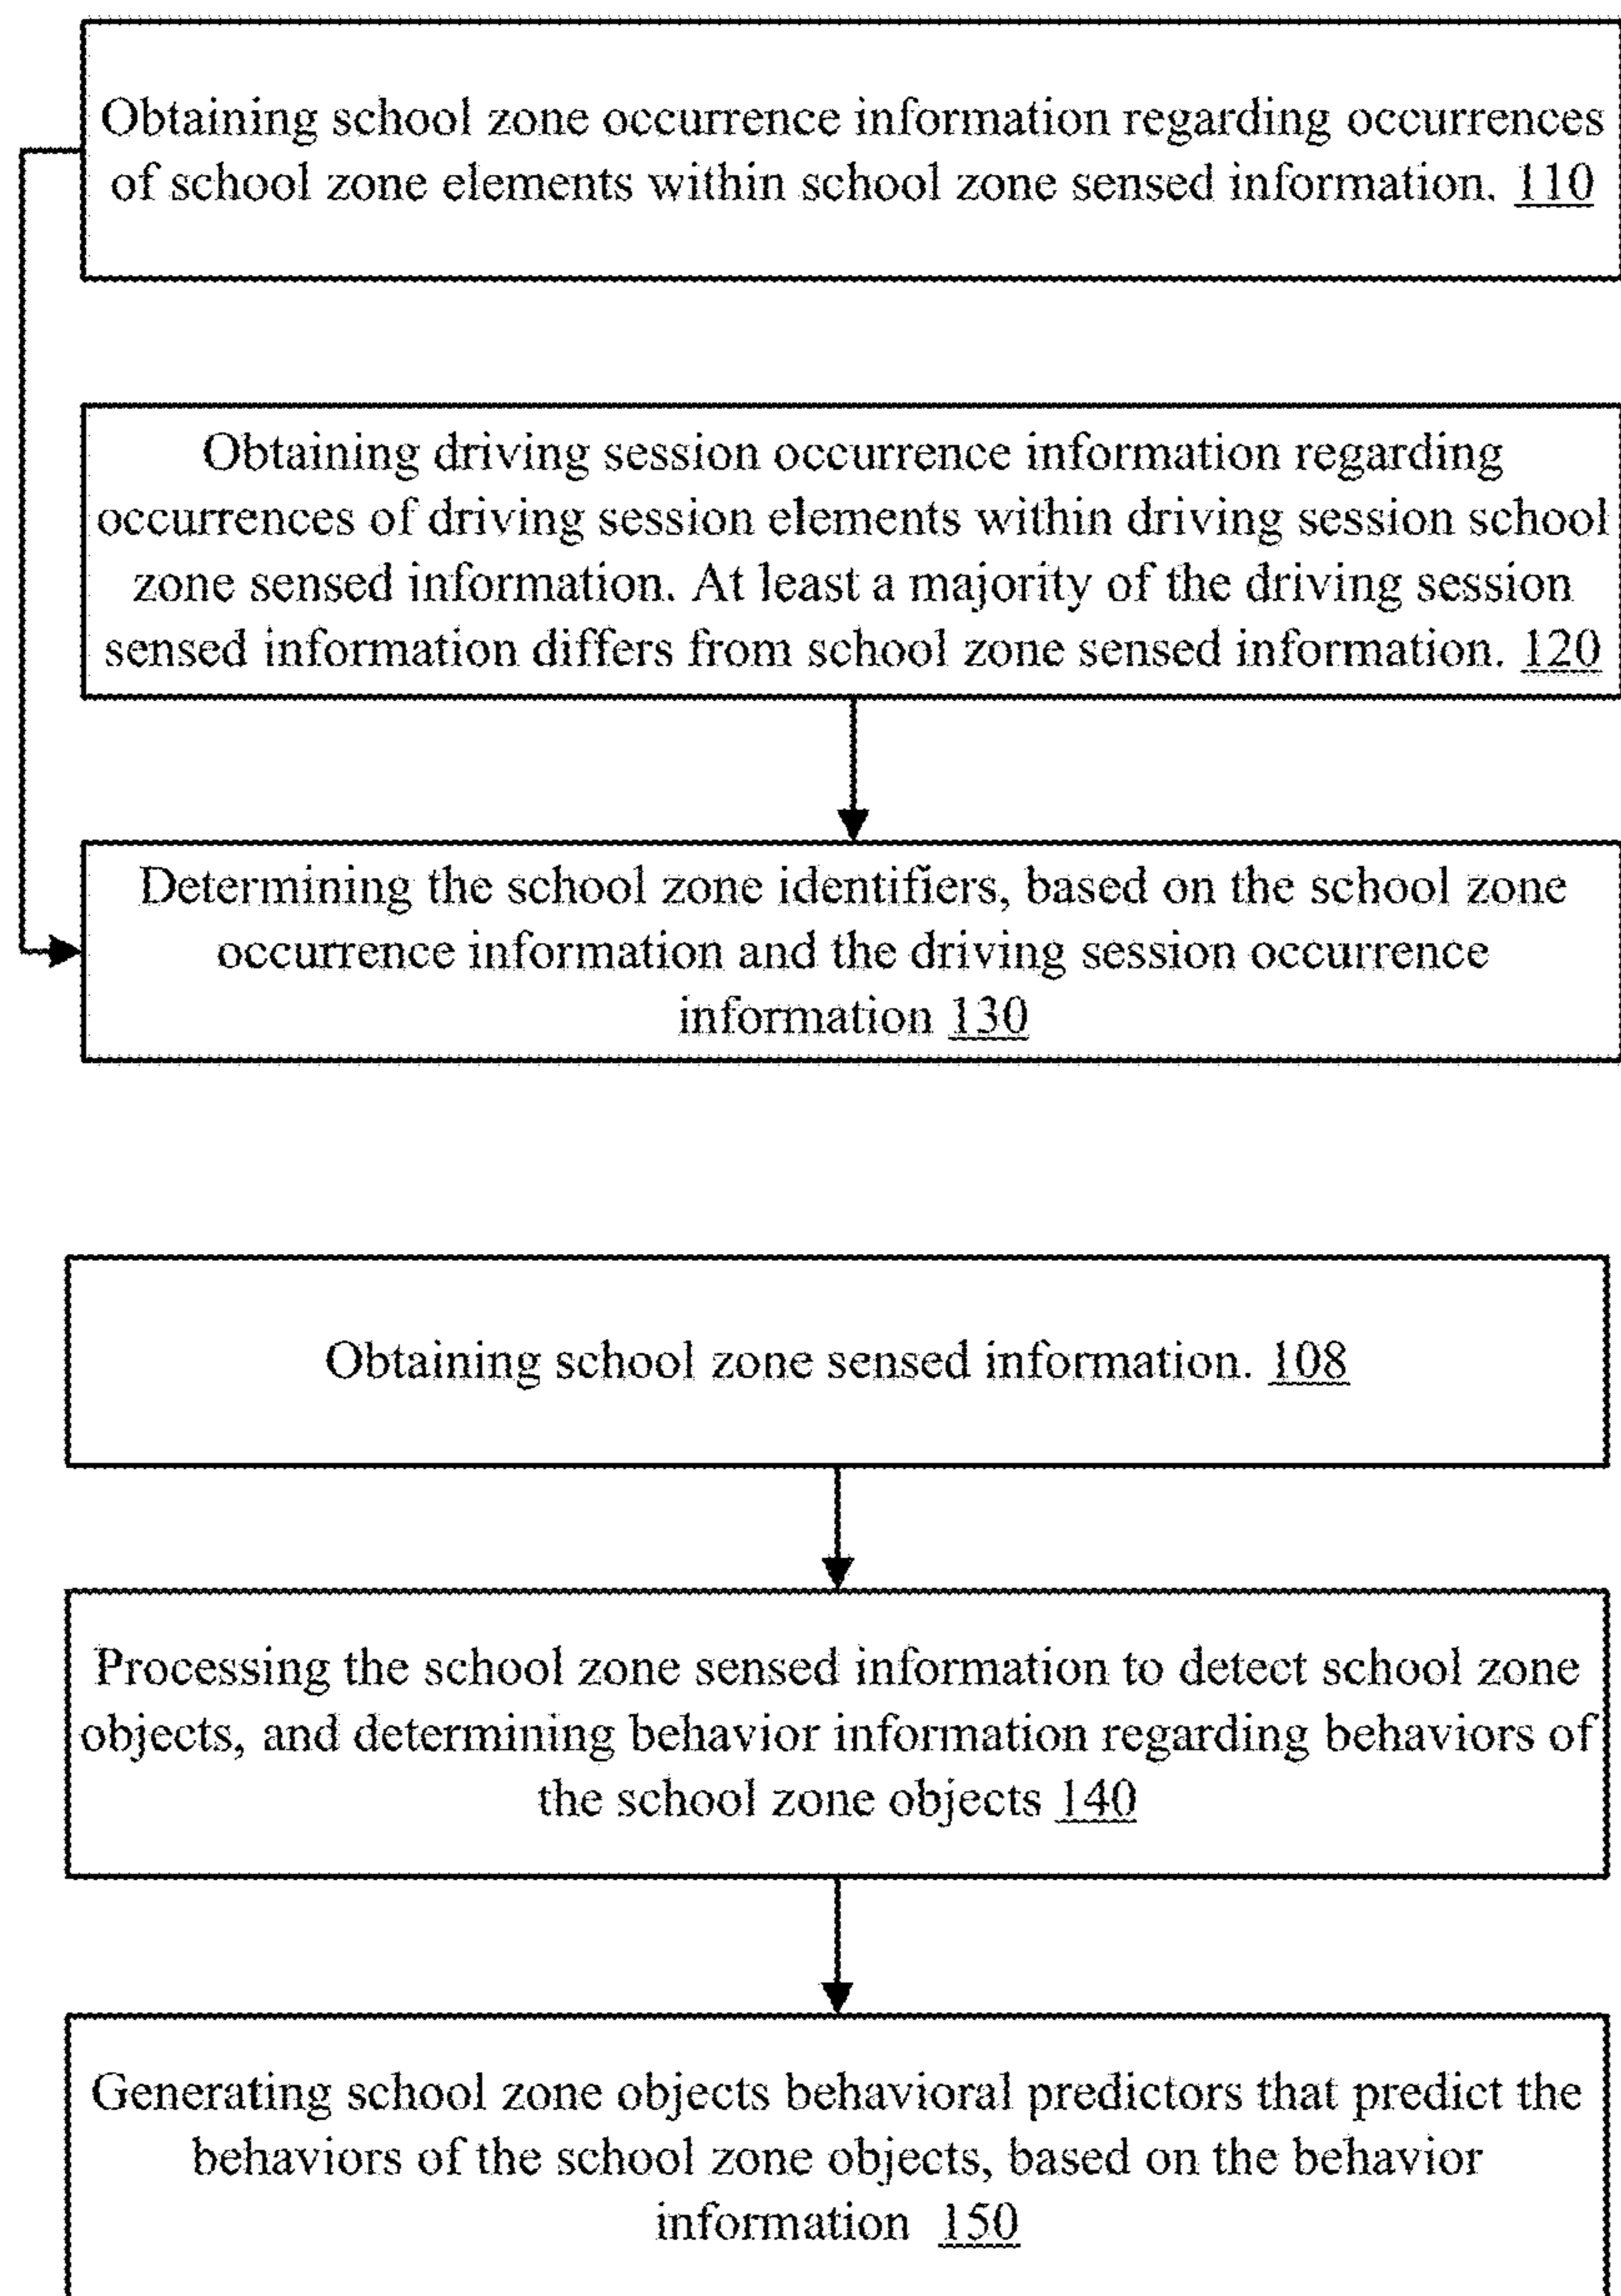 Obtaining school zone occurrence information regarding occurrences
of school zone elements within school zone sensed information. 110
Obtaining driving session occurrence information regarding
occurrences of driving session elements within driving session school
zone sensed information. At least a majority of the driving session
sensed information differs from school zone sensed information. 120
Determining the school zone identifiers, based on the school zone
occurrence information and the driving session occurrence
information 130
Obtaining school zone sensed information. 108
Processing the school zone sensed information to detect school zone
objects, and determining behavior information regarding behaviors of
the school zone objects 140
Generating school zone objects behavioral predictors that predict the
behaviors of the school zone objects, based on the behavior
information 150